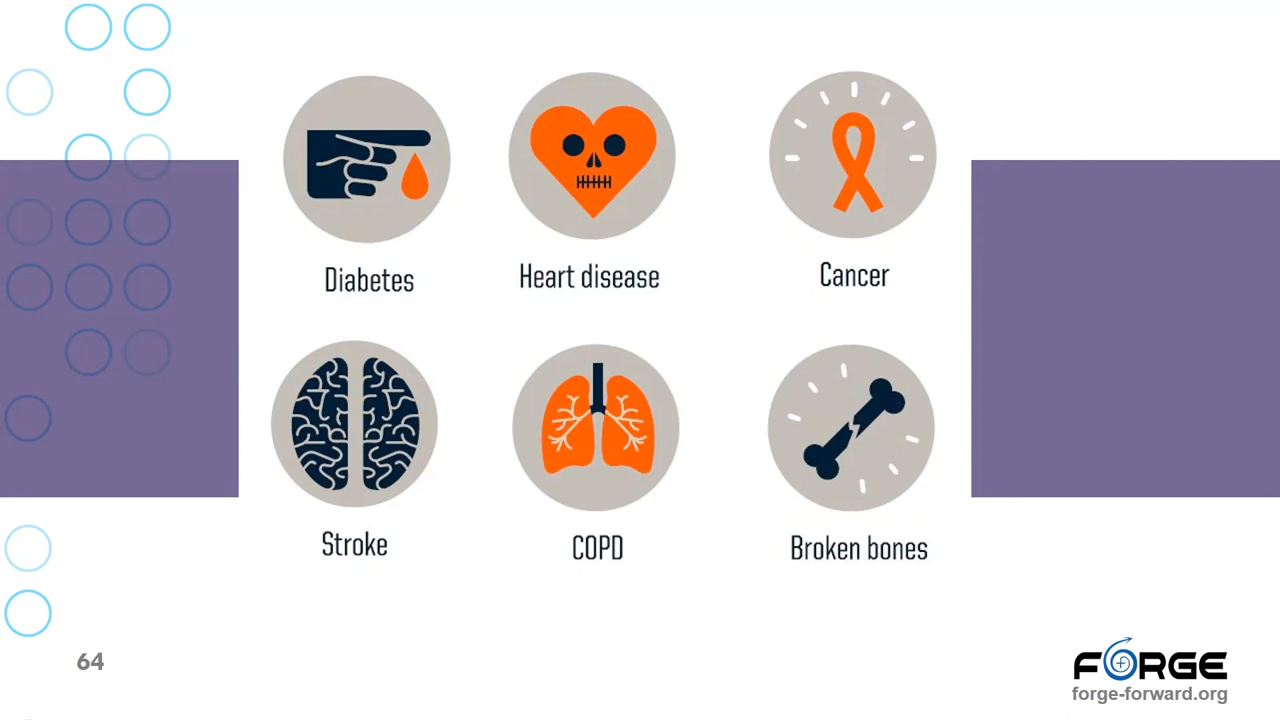 Diabetes
Heart disease
Cancer
Stroke
COPD
Broken bones
64
FORGE
forge-forward.org